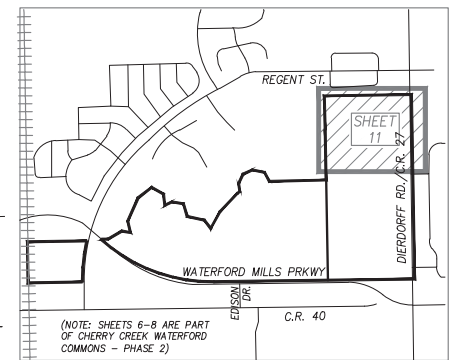 REGENT ST.
SHEET
11
DIERDORFF RD./C.R. 27
WATERFORD MILLS PRKWY
EDISON
DR.
C.R. 40
(NOTE: SHEETS 6-8 ARE PART
OF CHERRY CREEK WATERFORD
COMMONS - PHASE 2)